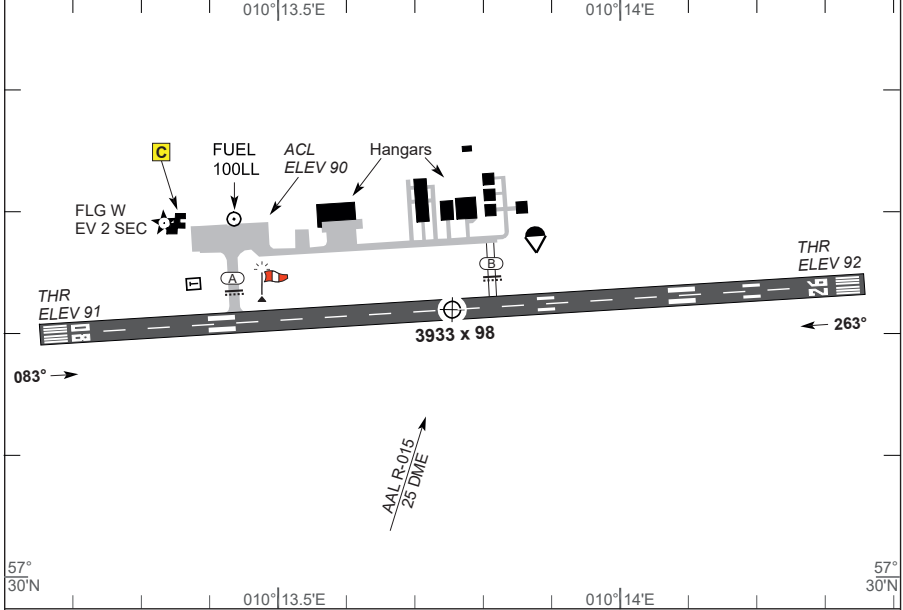 010°13.5'E
010°14'E
C
FUEL
100LL
ACL
ELEV 90
Hangars
FLG W
EV 2 SEC
THR
ELEV 92
THR
ELEV 91
A
B
T
08
26
3933 x 98
263°
083°
AAL R-015
25 DME
57°
30'N
57°
30'N
010°13.5'E
010°14'E